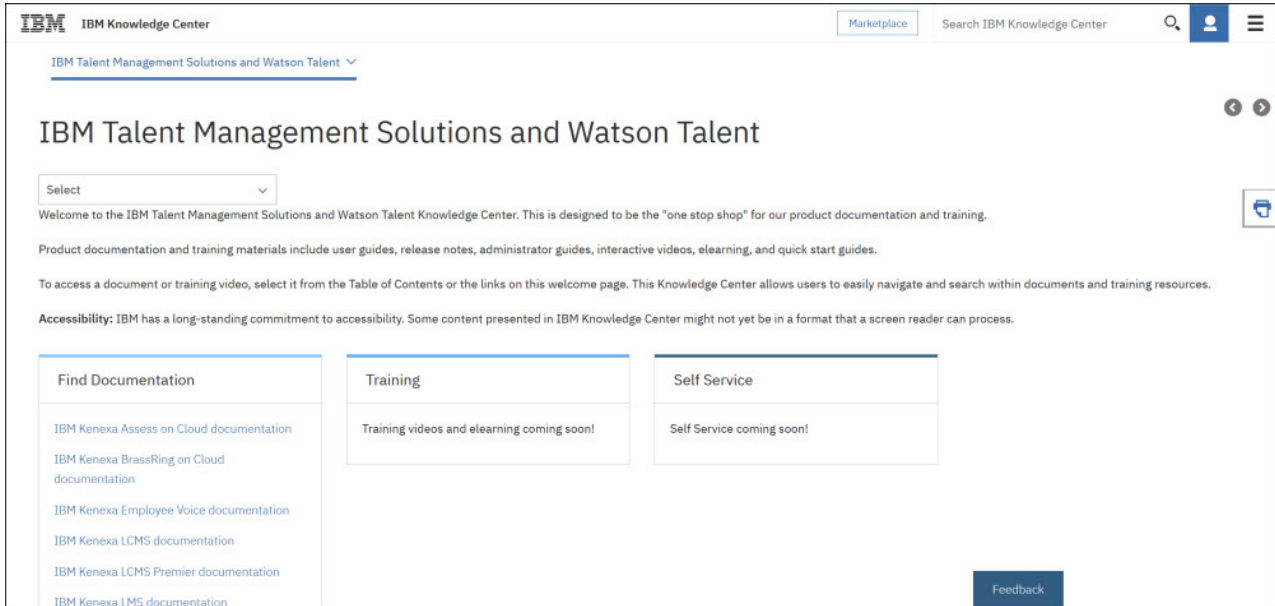 IBM IBM Knowledge Center
Marketplace
Search IBM Knowledge Center
IBM Talent Management Solutions and Watson Talent
IBM Talent Management Solutions and Watson Talent
Select
Welcome to the IBM Talent Management Solutions and Watson Talent Knowledge Center. This is designed to be the "one stop shop" for our product documentation and training.
Product documentation and training materials include user guides, release notes, administrator guides, interactive videos, elearning, and quick start guides.
To access a document or training video, select it from the Table of Contents or the links on this welcome page. This Knowledge Center allows users to easily navigate and search within documents and training resources.
Accessibility: IBM has a long-standing commitment to accessibility. Some content presented in IBM Knowledge Center might not yet be in a format that a screen reader can process.
Find Documentation
IBM Kenexa Assess on Cloud documentation
IBM Kenexa BrassRing on Cloud
documentation
IBM Kenexa Employee Voice documentation
IBM Kenexa LCMS documentation
IBM Kenexa LCMS Premier documentation
IBM Kenexa LMS documentation
Training
Training videos and elearning coming soon!
Self Service
Self Service coming soon!
Feedback